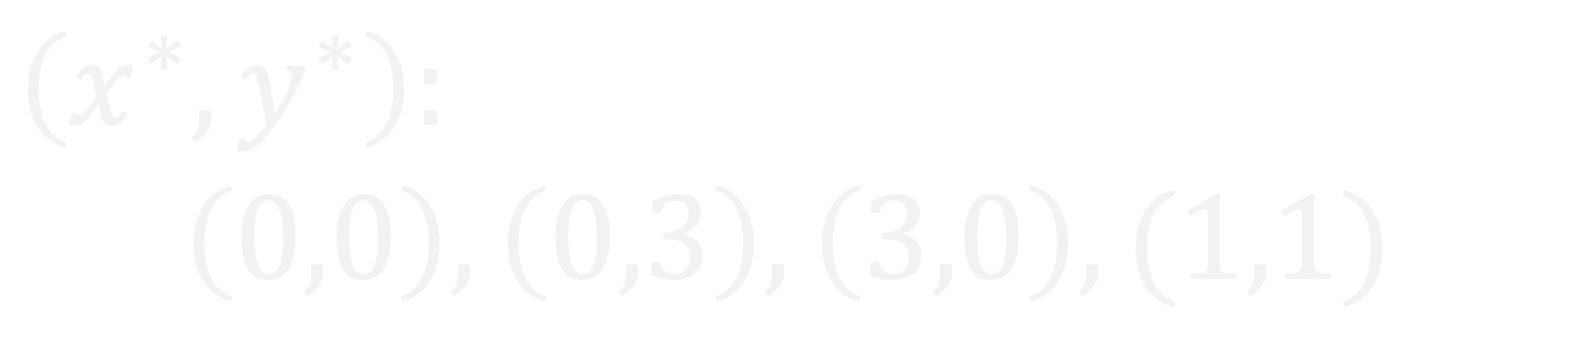 (x*, y*):
(0,0), (0,3), (3,0), (1,1)